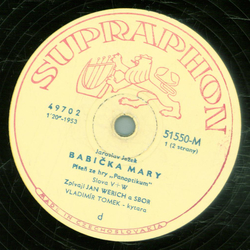 SUPRAPHON
49702
1'20"-1953
51550-M
1 (2 strany)
Jaroslav Ježek
BABIČKA MARY
Píseň ze hry „Panoptikum"
Slova V+W
Zpívají JAN WERICH a SBOR
VLADIMÍR TOMEK - kytara
d
MADE IN CZECHOSLOVAKIA